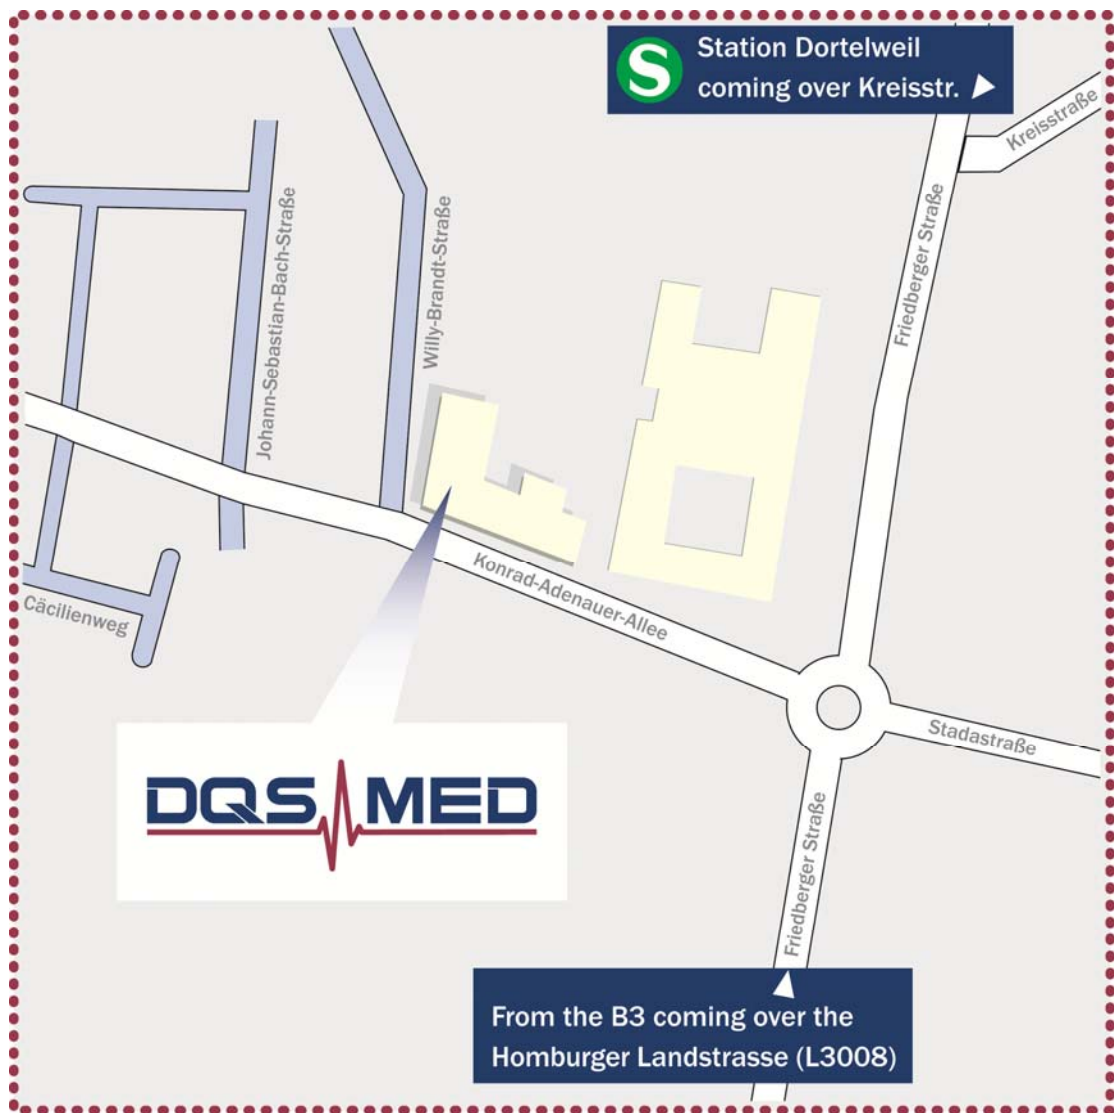 S
Station Dortelweil
coming over Kreisstr.
Kreisstraße
Friedberger Straße
Johann-Sebastian-Bach-Straße
Willy-Brandt-Straße
Konrad-Adenauer-Allee
Cäcilienweg
Stadastraße
DQS MED
Friedberger Straße
From the B3 coming over the
Homburger Landstrasse (L3008)